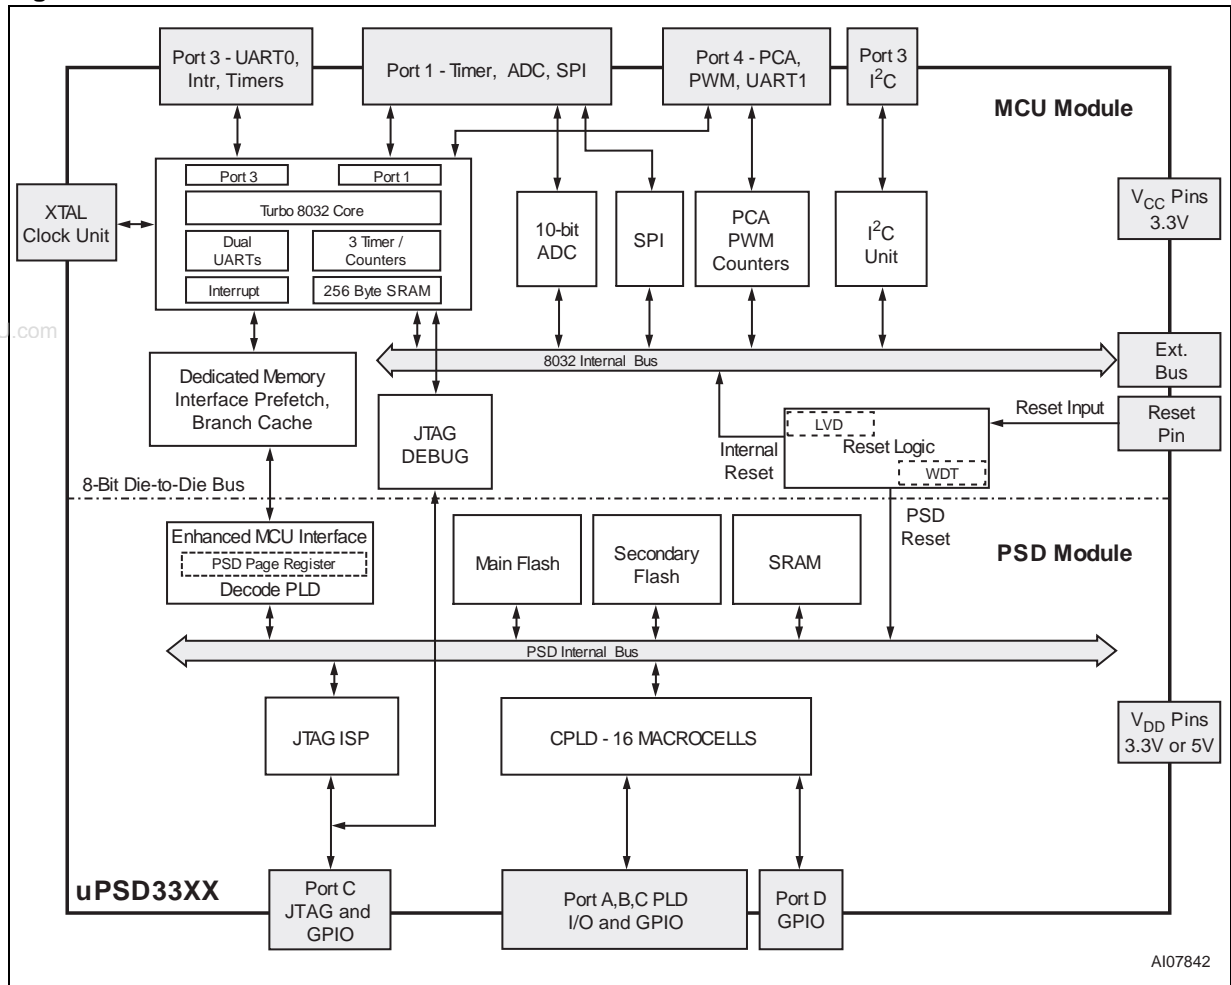 Port 3 - UART0,
Intr, Timers
Port 1 - Timer, ADC, SPI
Port 4 - PCA,
PWM, UART1
Port 3
I2C
MCU Module
XTAL
Clock Unit
Port 3
Port 1
Turbo 8032 Core
Dual
UARTs
3 Timer /
Counters
Interrupt
256 Byte SRAM
10-bit
ADC
SPI
PCA
PWM
Counters
I2C
Unit
VCC Pins
3.3V
J.com
8032 Internal Bus
Ext.
Bus
Dedicated Memory
Interface Prefetch,
Branch Cache
JTAG
DEBUG
Internal
Reset
LVD
Reset Logic
WDT
Reset Input
Reset
Pin
8-Bit Die-to-Die Bus
PSD
Reset
PSD Module
Enhanced MCU Interface
PSD Page Register
Decode PLD
Main Flash
Secondary
Flash
SRAM
PSD Internal Bus
JTAG ISP
CPLD - 16 MACROCELLS
VDD Pins
3.3V or 5V
uPSD33XX
Port C
JTAG and
GPIO
Port A,B,C PLD
I/O and GPIO
Port D
GPIO
AI07842